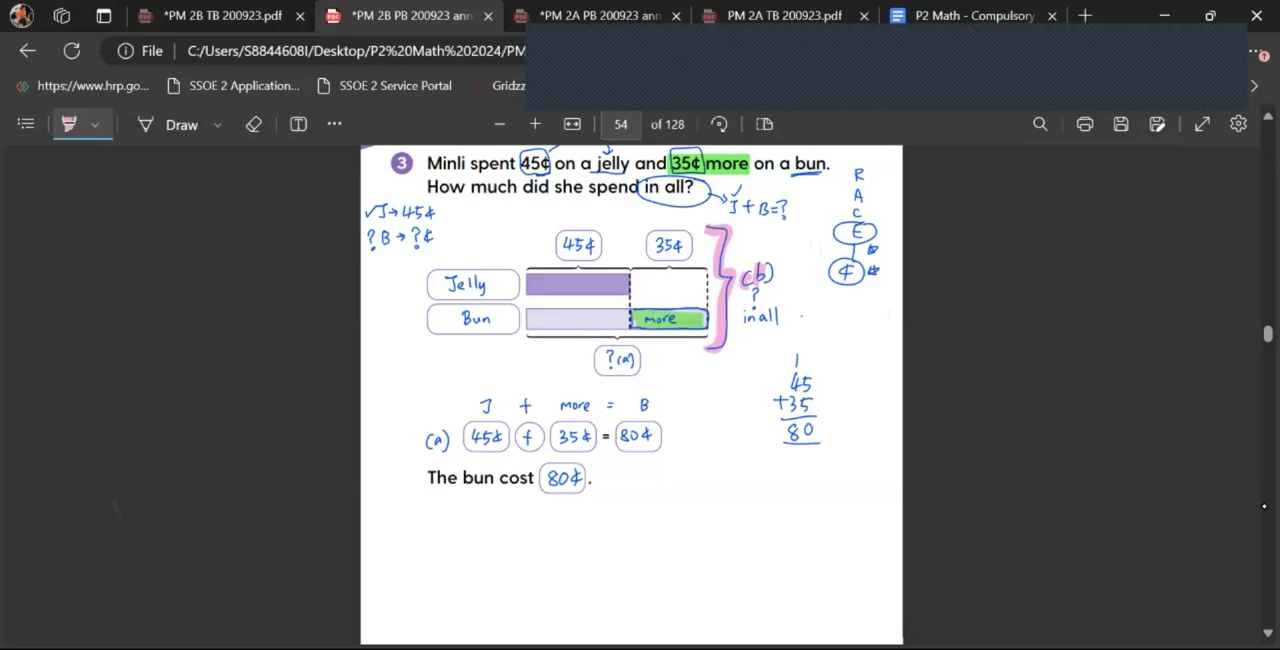 *PM 2B TB 200923.pdf
*PM 2B PB 200923 ann
*PM 2A PB 200923 ann
PM 2A TB 200923.pdf
P2 Math - Compulsory
File
C:/Users/S8844608I/Desktop/P2%20Math%202024/PM
https://www.hrp.go...
SSOE 2 Application...
SSOE 2 Service Portal
Gridzz
Draw
54 of 128
3 Minli spent 45¢ on a jelly and 35¢ more on a bun.
How much did she spend in all?
J + B = ?
✓J → 45¢
? B → ?¢
R
A
C
E
¢
45¢
35¢
Jelly
Bun
more
(b)
?
in all
? (a)
J + more = B
(a) 45¢ + 35¢ = 80¢
The bun cost 80¢.
1
45
+35
80